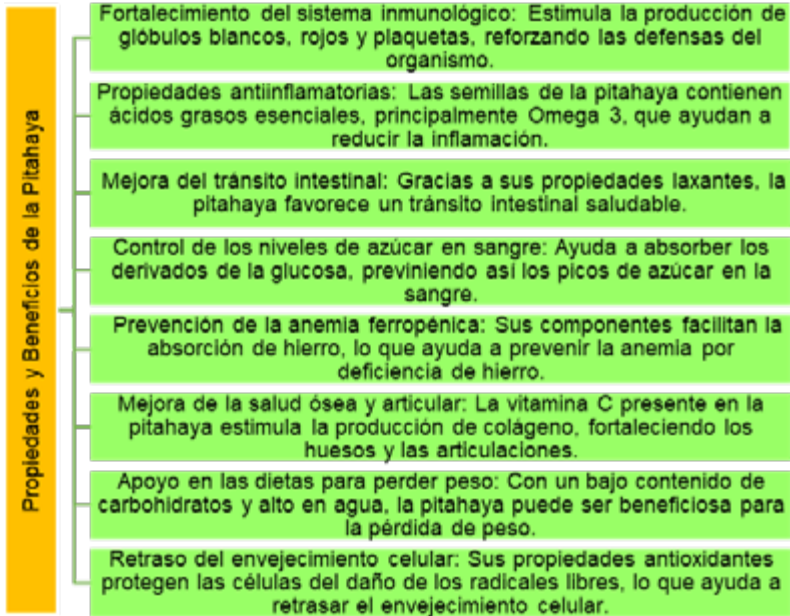 Propiedades y Beneficios de la Pitahaya
Fortalecimiento del sistema inmunológico: Estimula la producción de
glóbulos blancos, rojos y plaquetas, reforzando las defensas del
organismo.
Propiedades antiinflamatorias: Las semillas de la pitahaya contienen
ácidos grasos esenciales, principalmente Omega 3, que ayudan a
reducir la inflamación.
Mejora del tránsito intestinal: Gracias a sus propiedades laxantes, la
pitahaya favorece un tránsito intestinal saludable.
Control de los niveles de azúcar en sangre: Ayuda a absorber los
derivados de la glucosa, previniendo así los picos de azúcar en la
sangre.
Prevención de la anemia ferropénica: Sus componentes facilitan la
absorción de hierro, lo que ayuda a prevenir la anemia por
deficiencia de hierro.
Mejora de la salud ósea y articular: La vitamina C presente en la
pitahaya estimula la producción de colágeno, fortaleciendo los
huesos y las articulaciones.
Apoyo en las dietas para perder peso: Con un bajo contenido de
carbohidratos y alto en agua, la pitahaya puede ser beneficiosa para
la pérdida de peso.
Retraso del envejecimiento celular: Sus propiedades antioxidantes
protegen las células del daño de los radicales libres, lo que ayuda a
retrasar el envejecimiento celular.